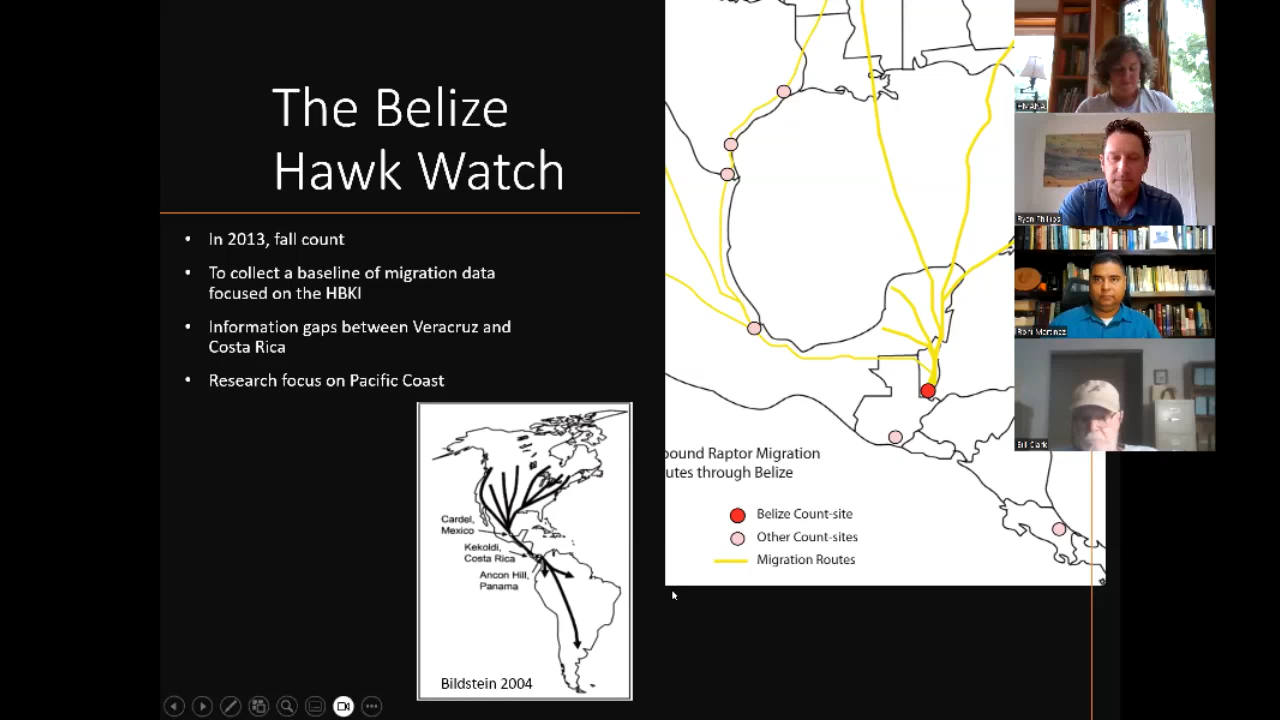 The Belize
Hawk Watch
• In 2013, fall count
• To collect a baseline of migration data
focused on the HBKI
• Information gaps between Veracruz and
Costa Rica
• Research focus on Pacific Coast
Cardel,
Mexico
Kekoldi,
Costa Rica
Ancon Hill,
Panama
Bildstein 2004
bound Raptor Migration
utes through Belize
Belize Count-site
Other Count-sites
Migration Routes
HMANA
Ryan Phillips
Roni Martinez
Bill Clark